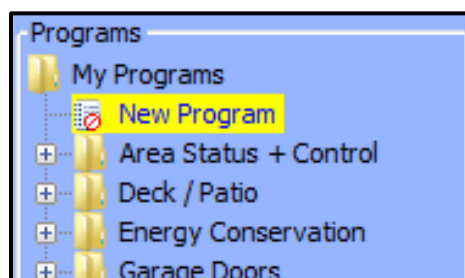 Programs
My Programs
New Program
Area Status + Control
Deck / Patio
Energy Conservation
Garage Doors